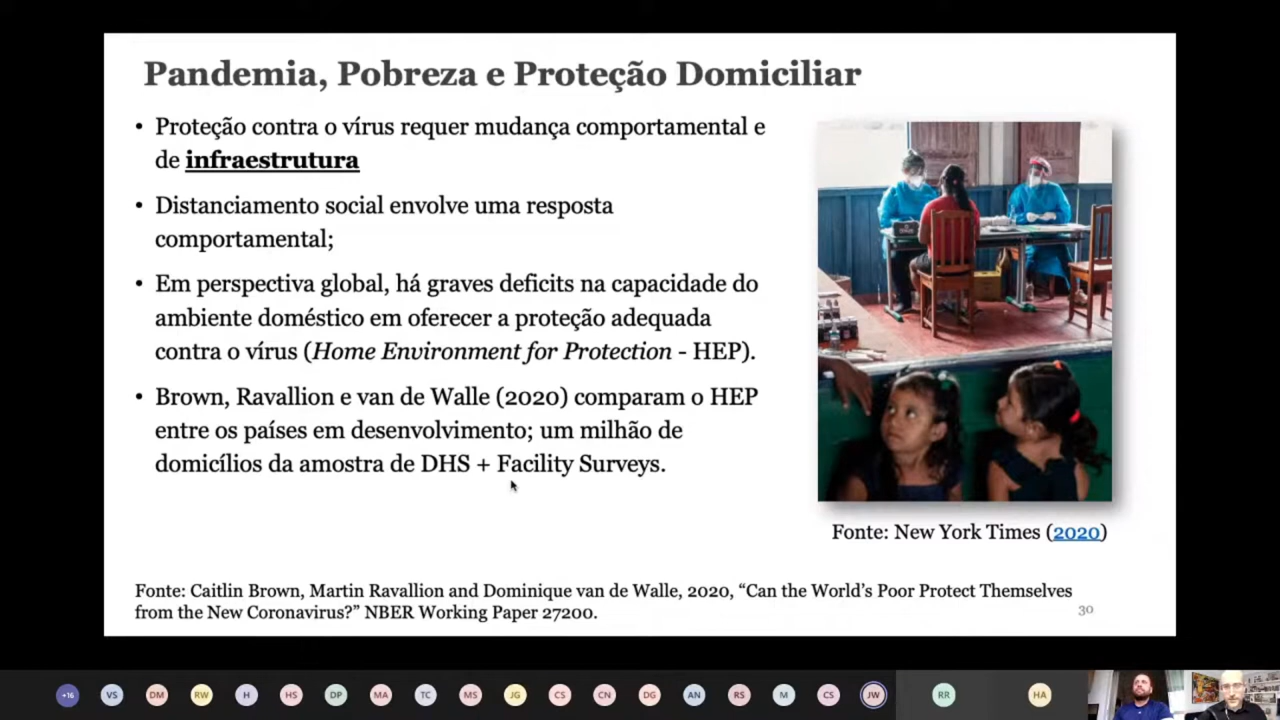 Pandemia, Pobreza e Proteção Domiciliar
• Proteção contra o vírus requer mudança comportamental e
de infraestrutura
• Distanciamento social envolve uma resposta
comportamental;
• Em perspectiva global, há graves deficits na capacidade do
ambiente doméstico em oferecer a proteção adequada
contra o vírus (Home Environment for Protection - HEP).
• Brown, Ravallion e van de Walle (2020) comparam o HEP
entre os países em desenvolvimento; um milhão de
domicílios da amostra de DHS + Facility Surveys.
Fonte: New York Times (2020)
Fonte: Caitlin Brown, Martin Ravallion and Dominique van de Walle, 2020, “Can the World’s Poor Protect Themselves
from the New Coronavirus?” NBER Working Paper 27200.
30
+16 VS DM RW H HS DP MA TC MS JG CS CN DG AN RS M CS JW RR HA